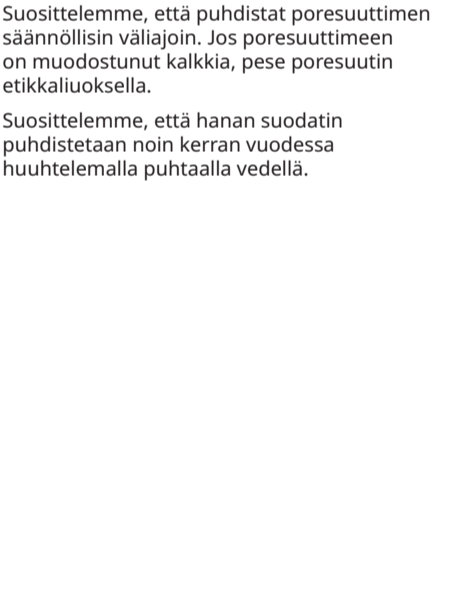 Suosittelemme, että puhdistat poresuuttimen
säännöllisin väliajoin. Jos poresuuttimeen
on muodostunut kalkkia, pese poresuutin
etikkaliuoksella.
Suosittelemme, että hanan suodatin
puhdistetaan noin kerran vuodessa
huuhtelemalla puhtaalla vedellä.